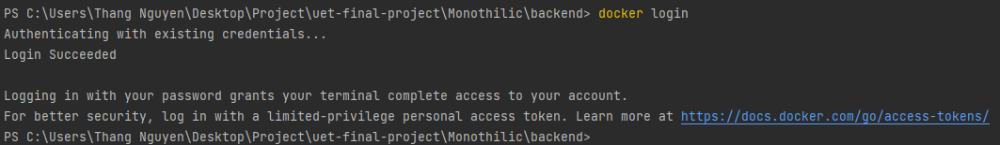 PS C:\Users\Thang Nguyen\Desktop\Project\uet-final-project\Monothilic\backend> docker login
Authenticating with existing credentials...
Login Succeeded
Logging in with your password grants your terminal complete access to your account.
For better security, log in with a limited-privilege personal access token. Learn more at https://docs.docker.com/go/access-tokens/
PS C:\Users\Thang Nguyen\Desktop\Project\uet-final-project\Monothilic\backend>